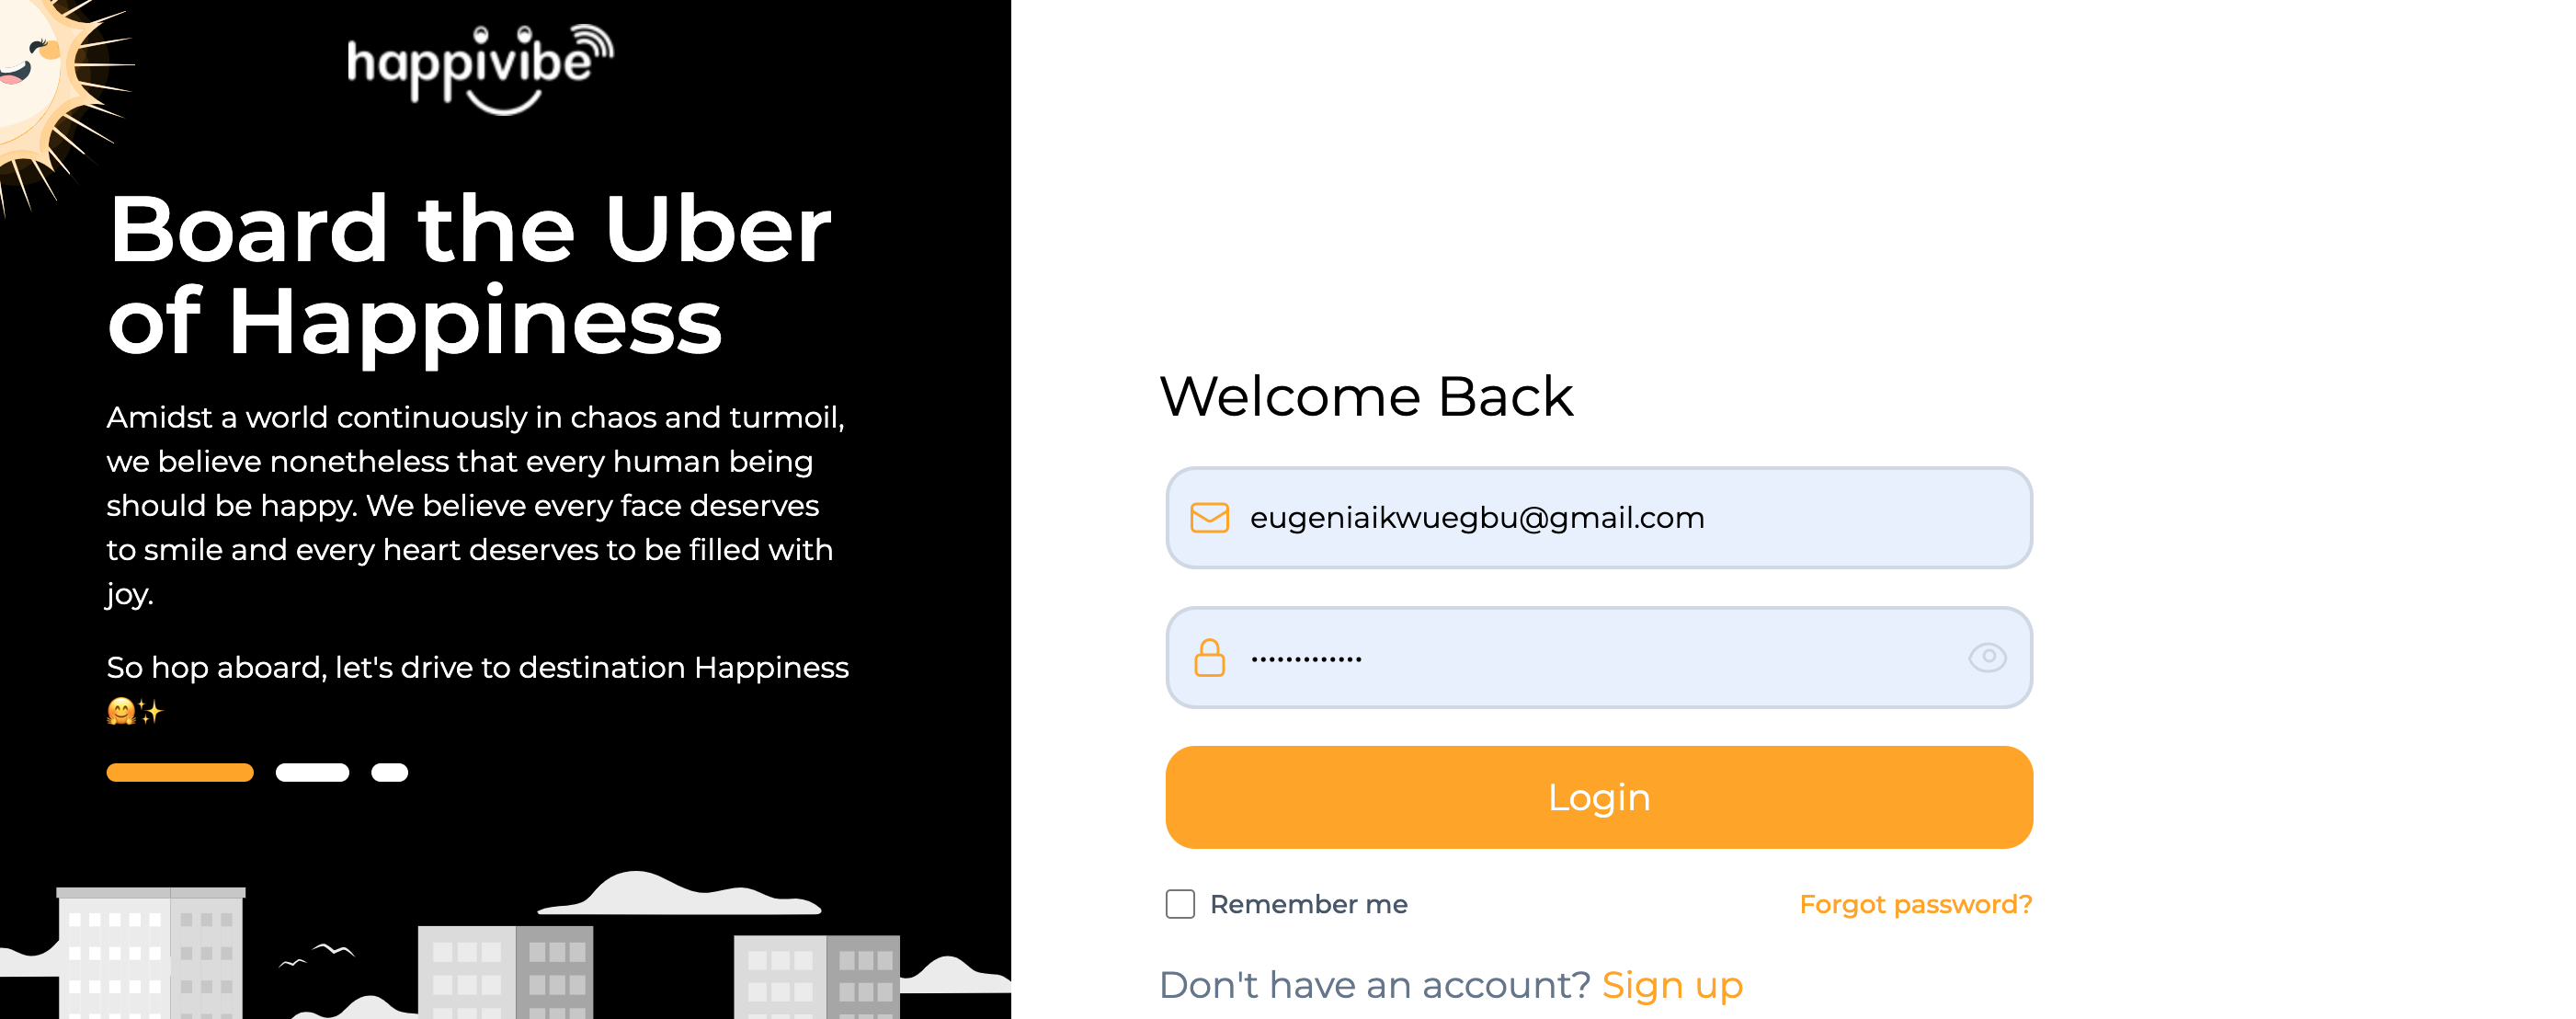 happivibe
Board the Uber
of Happiness
Amidst a world continuously in chaos and turmoil,
we believe nonetheless that every human being
should be happy. We believe every face deserves
to smile and every heart deserves to be filled with
joy.
So hop aboard, let's drive to destination Happiness
🤗✨
Welcome Back
eugeniaikwuegbu@gmail.com
•••••••••••••
Login
Remember me
Forgot password?
Don't have an account? Sign up